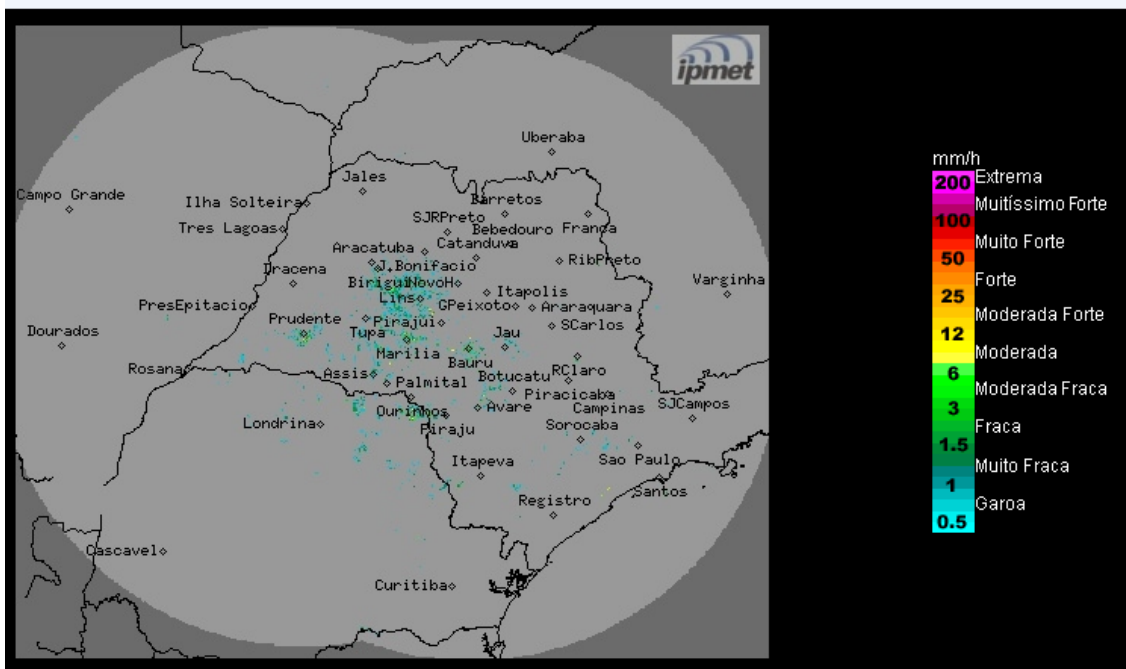 ipmet
Uberaba
Campo Grande
Jales
Ilha Solteira
Barretos
SJRPreto
Tres Lagoas
Bebedouro Franca
Aracatuba
Catanduva
J.Bonifacio
RibPreto
Dracena
Birigui NovoH
Varginha
Lins
Itapolis
PresEpitacio
GPeixoto
Araraquara
Prudente
Pirajui
SCarlos
Dourados
Tupa
Jau
Marilia
Bauru
Rosana
Assis
RClaro
Palmital
Botucatu
Piracicaba
Ourinhos
Avare
Campinas
SJCampos
Londrina
Piraju
Sorocaba
Itapeva
Sao Paulo
Registro
Santos
Cascavel
Curitiba
mm/h
200 Extrema
Muitíssimo Forte
100
Muito Forte
50
Forte
25
Moderada Forte
12
Moderada
6
Moderada Fraca
3
Fraca
1.5
Muito Fraca
1
Garoa
0.5